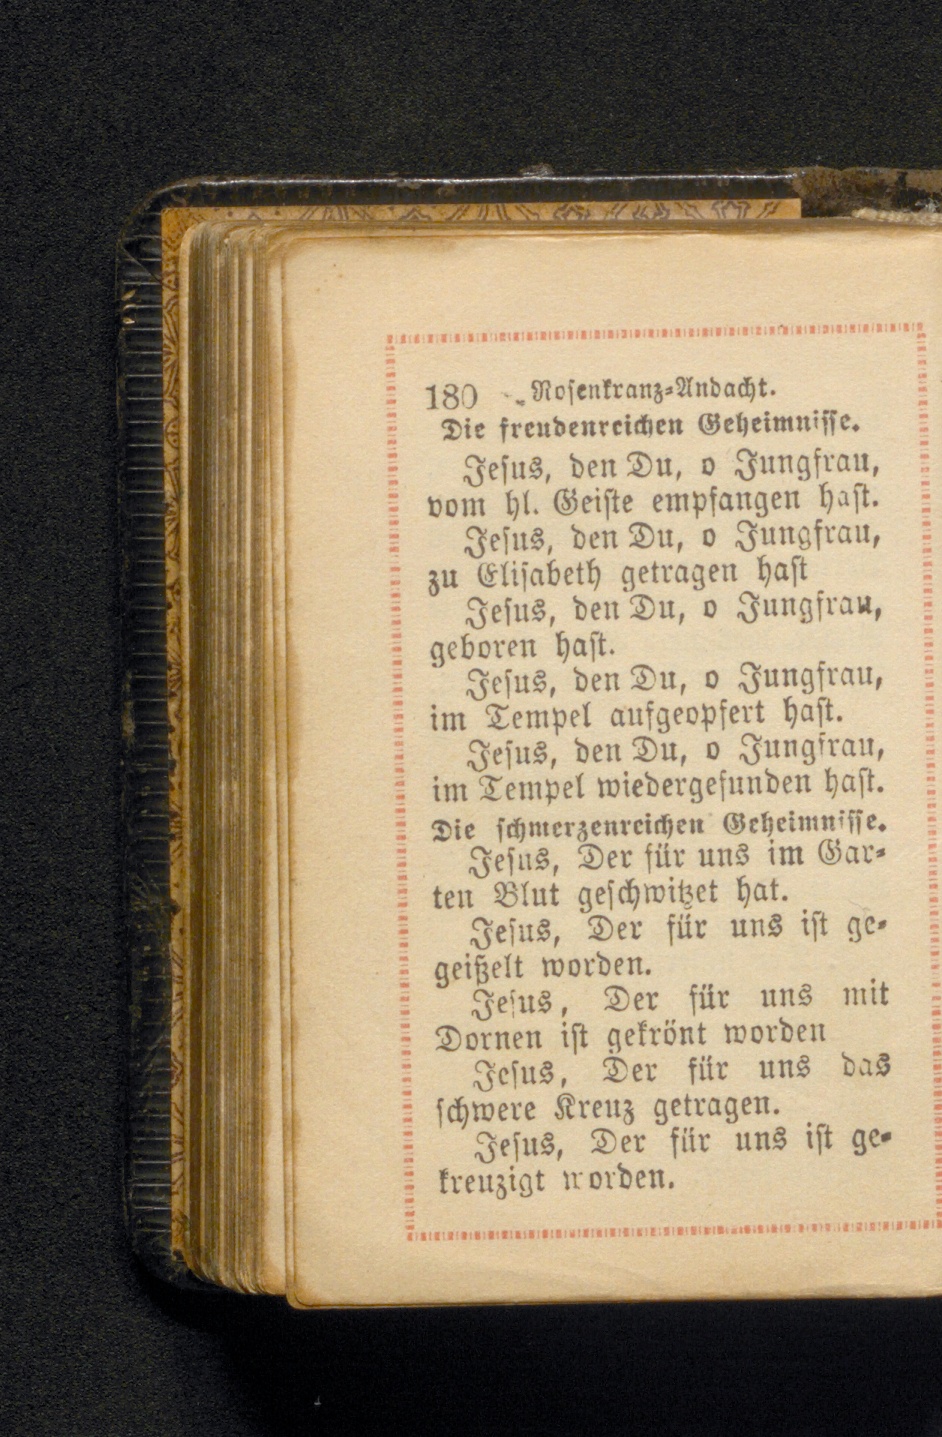 180 Rosenkranz-Andacht.
Die freudenreichen Geheimnisse.
Jesus, den Du, o Jungfrau,
vom hl. Geiste empfangen hast.
Jesus, den Du, o Jungfrau,
zu Elisabeth getragen hast
Jesus, den Du, o Jungfrau,
geboren hast.
Jesus, den Du, o Jungfrau,
im Tempel aufgeopfert hast.
Jesus, den Du, o Jungfrau,
im Tempel wiedergefunden hast.
Die schmerzenreichen Geheimnisse.
Jesus, Der für uns im Gar-
ten Blut geschwitzet hat.
Jesus, Der für uns ist ge-
geißelt worden.
Jesus, Der für uns mit
Dornen ist gekrönt worden
Jesus, Der für uns das
schwere Kreuz getragen.
Jesus, Der für uns ist ge-
kreuzigt worden.